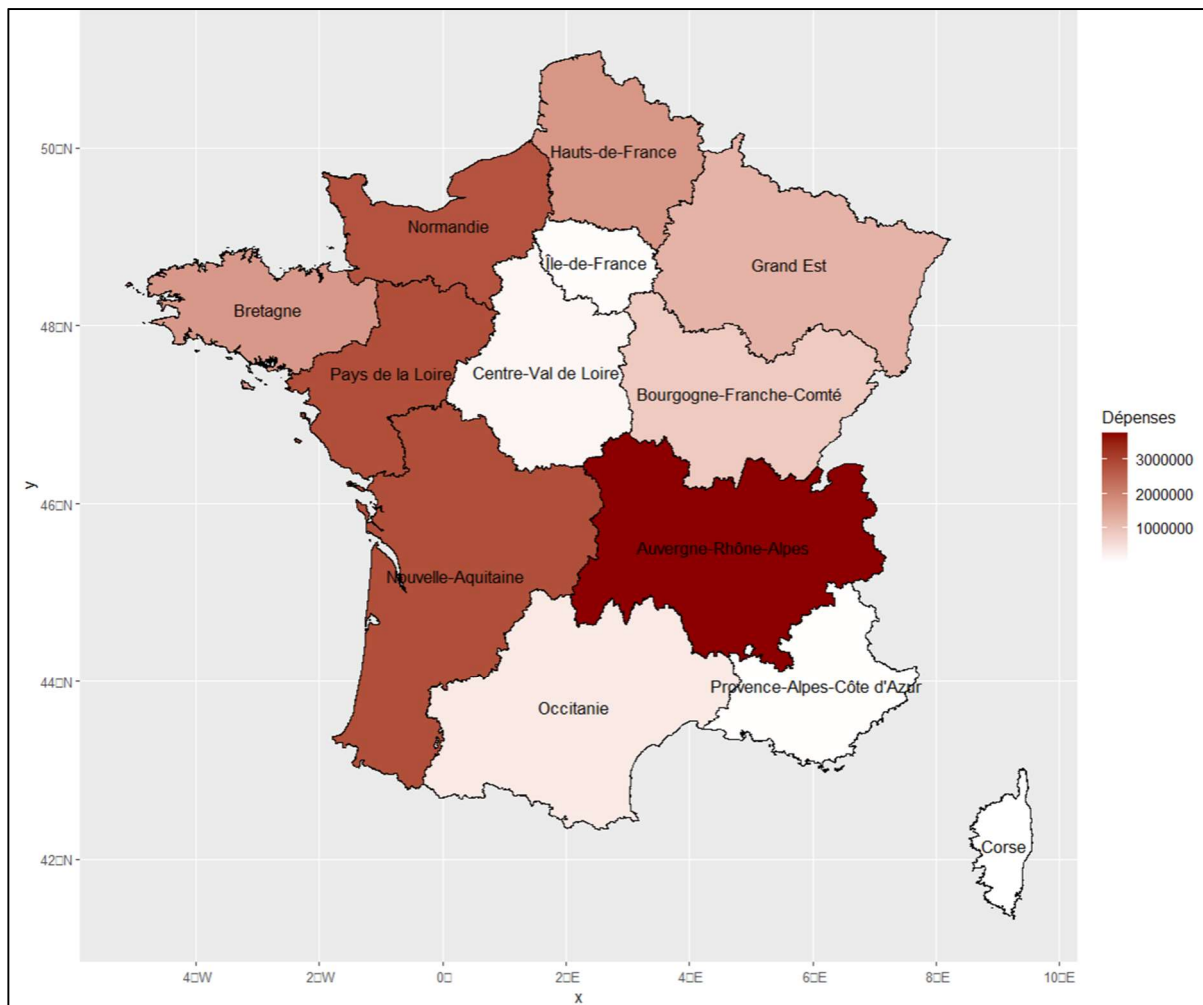 50□N
48□N
46□N
44□N
42□N
y
Hauts-de-France
Normandie
Île-de-France
Grand Est
Bretagne
Pays de la Loire
Centre-Val de Loire
Bourgogne-Franche-Comté
Auvergne-Rhône-Alpes
Nouvelle-Aquitaine
Provence-Alpes-Côte d'Azur
Occitanie
Corse
4□W
2□W
0□
2□E
4□E
6□E
8□E
10□E
x
Dépenses
3000000
2000000
1000000